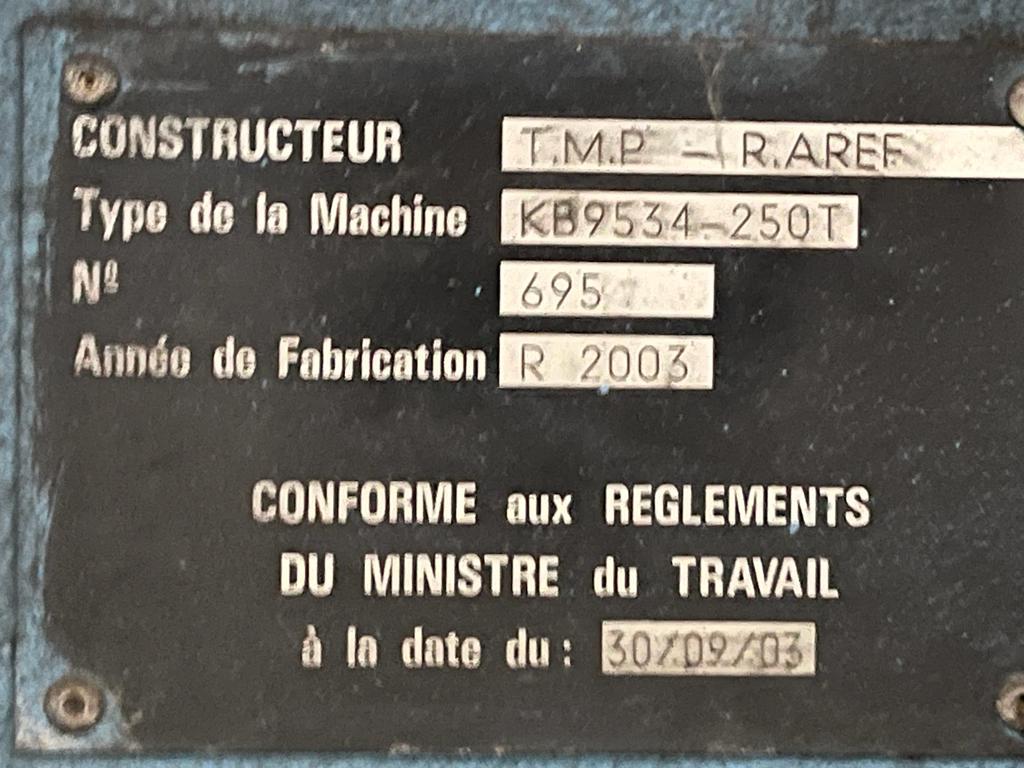 CONSTRUCTEUR T.M.P - R.AREF
Type de la Machine KB9534-250T
Nº 695
Année de Fabrication R 2003
CONFORME aux REGLEMENTS
DU MINISTRE du TRAVAIL
à la date du : 30/09/03